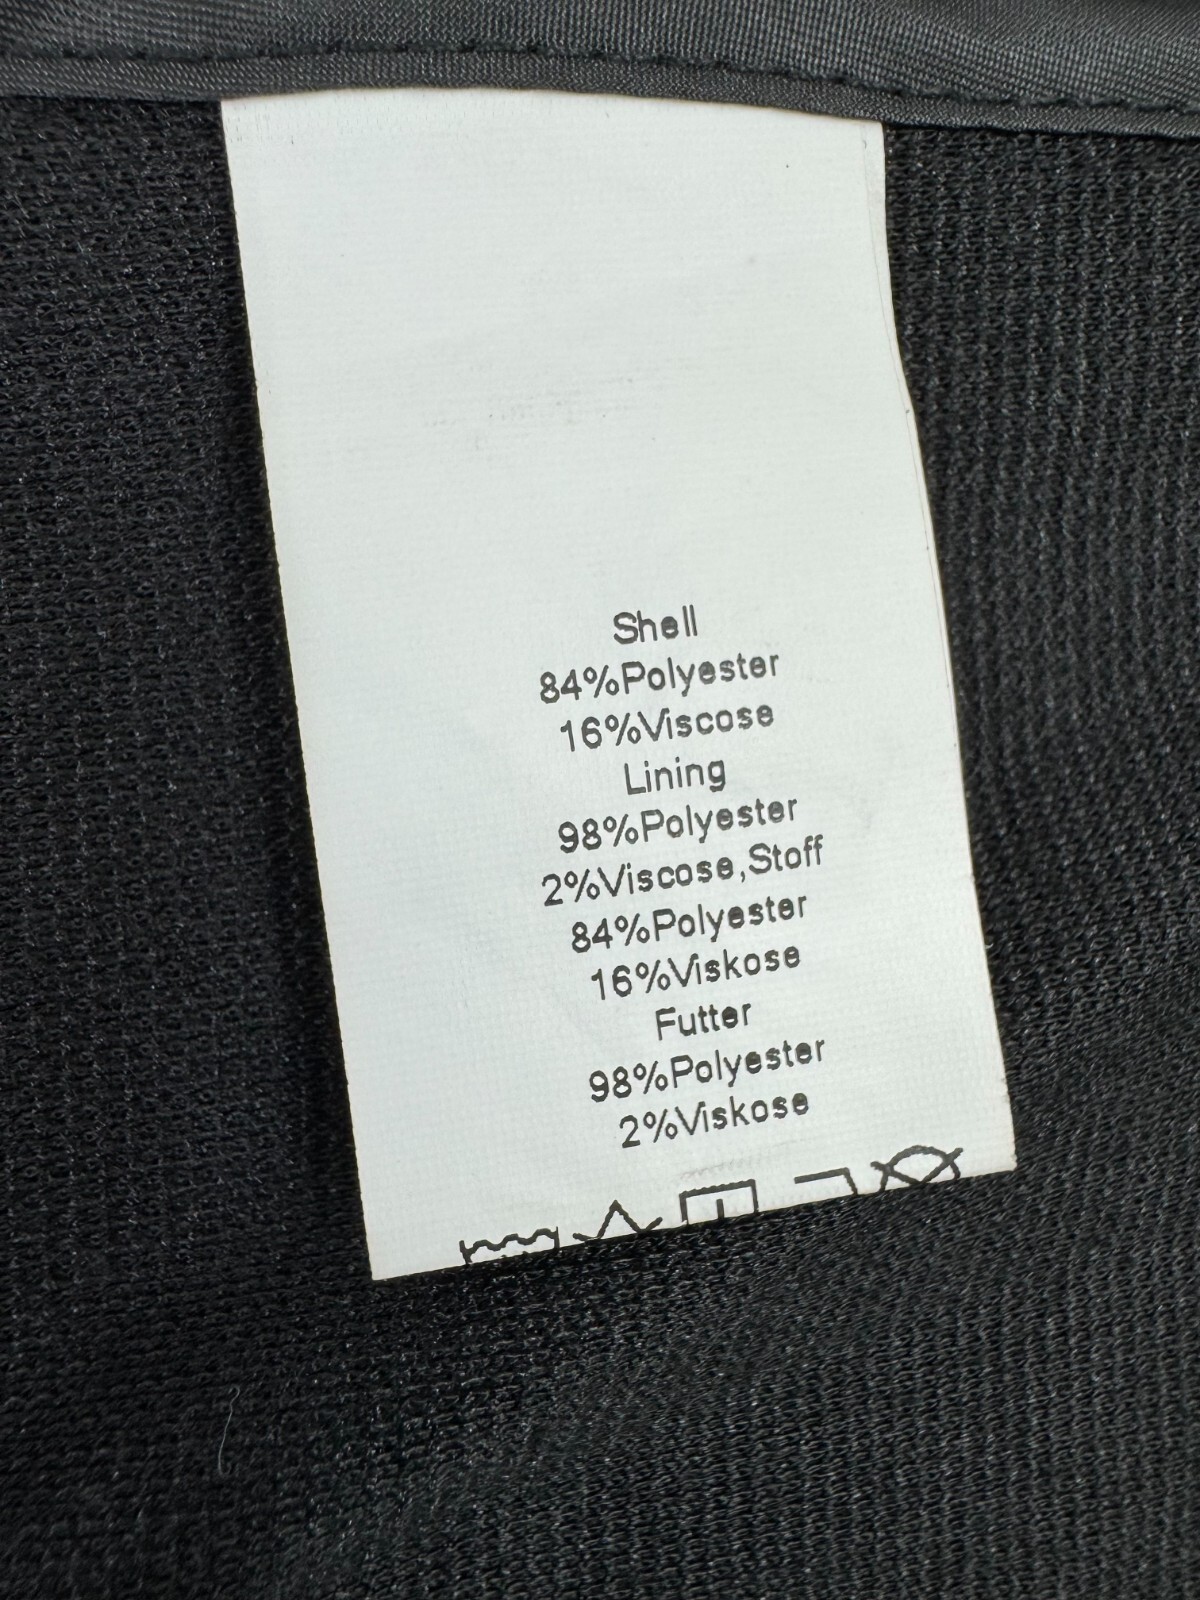 Shell
84%Polyester
16%Viscose
Lining
98%Polyester
2%Viscose,Stoff
84%Polyester
16%Viskose
Futter
98%Polyester
2%Viskose